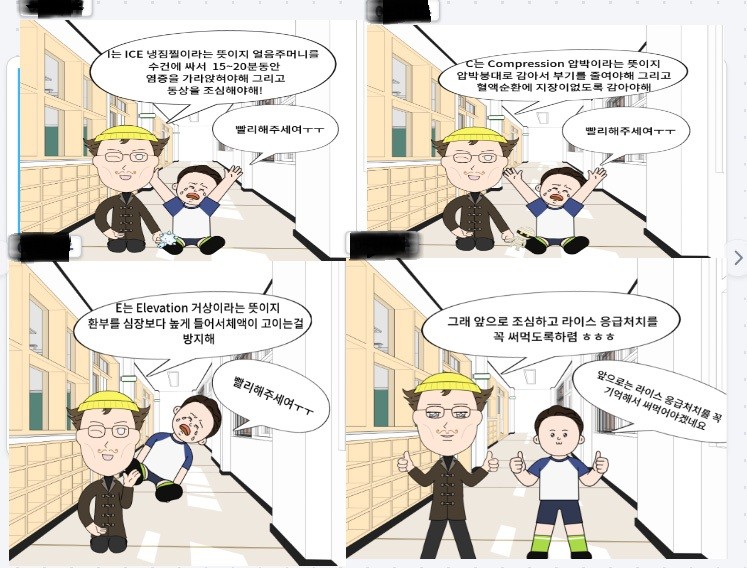 I는 ICE 냉찜찔이라는 뜻이지 얼음주머니를
수건에 싸서 15~20분동안
염증을 가라앉혀야해 그리고
동상을 조심해야해!
빨리해주세여ㅜㅜ
C는 Compression 압박이라는 뜻이지
압박붕대로 감아서 부기를 줄여야해 그리고
혈액순환에 지장이없도록 감아야해
빨리해주세여ㅜㅜ
E는 Elevation 거상이라는 뜻이지
환부를 심장보다 높게 들어서체액이 고이는걸
방지해
빨리해주세여ㅜㅜ
그래 앞으로 조심하고 라이스 응급처치를
꼭 써먹도록하렴 ㅎㅎㅎ
앞으로는 라이스 응급처치를 꼭
기억해서 써먹어야겠네요